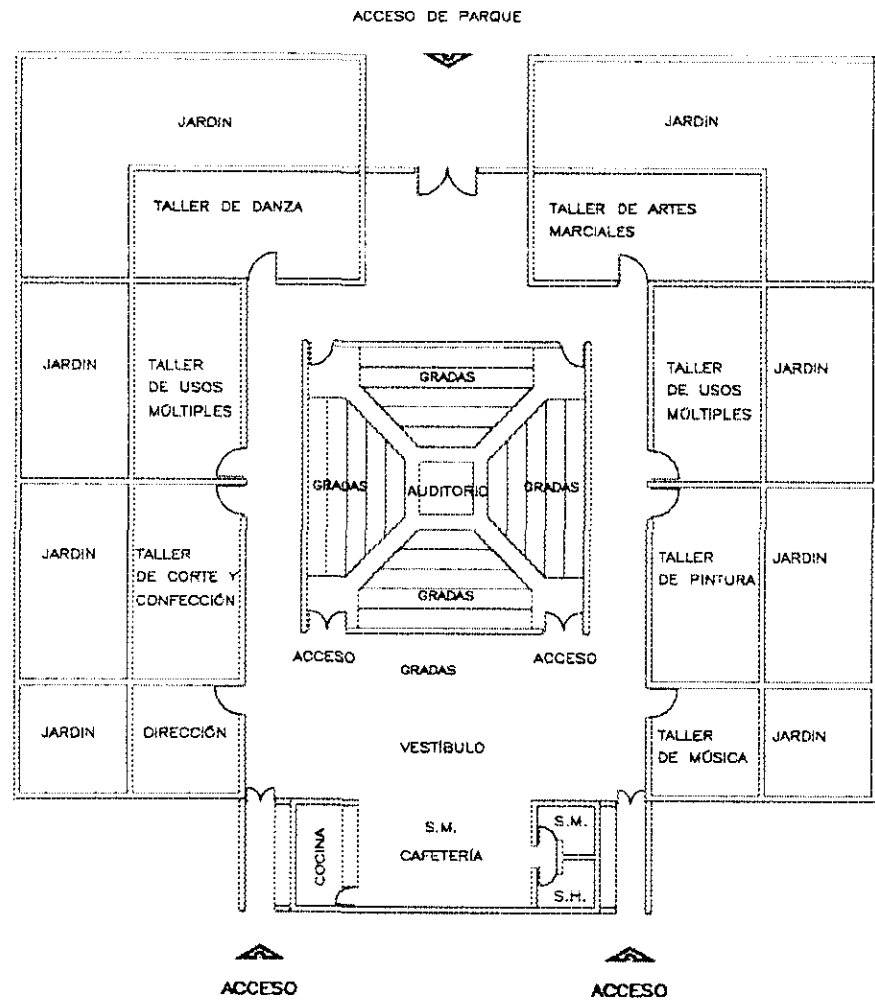 ACCESO DE PARQUE
JARDIN
JARDIN
TALLER DE DANZA
TALLER DE ARTES
MARCIALES
JARDIN
TALLER
DE USOS
MÚLTIPLES
GRADAS
TALLER
DE USOS
MÚLTIPLES
JARDIN
GRADAS
AUDITORIO
GRADAS
JARDIN
TALLER
DE CORTE Y
CONFECCIÓN
GRADAS
TALLER
DE PINTURA
JARDIN
ACCESO
GRADAS
ACCESO
JARDIN
DIRECCIÓN
VESTÍBULO
TALLER
DE MÚSICA
JARDIN
COCINA
S.M.
CAFETERÍA
S.M.
S.H.
ACCESO
ACCESO